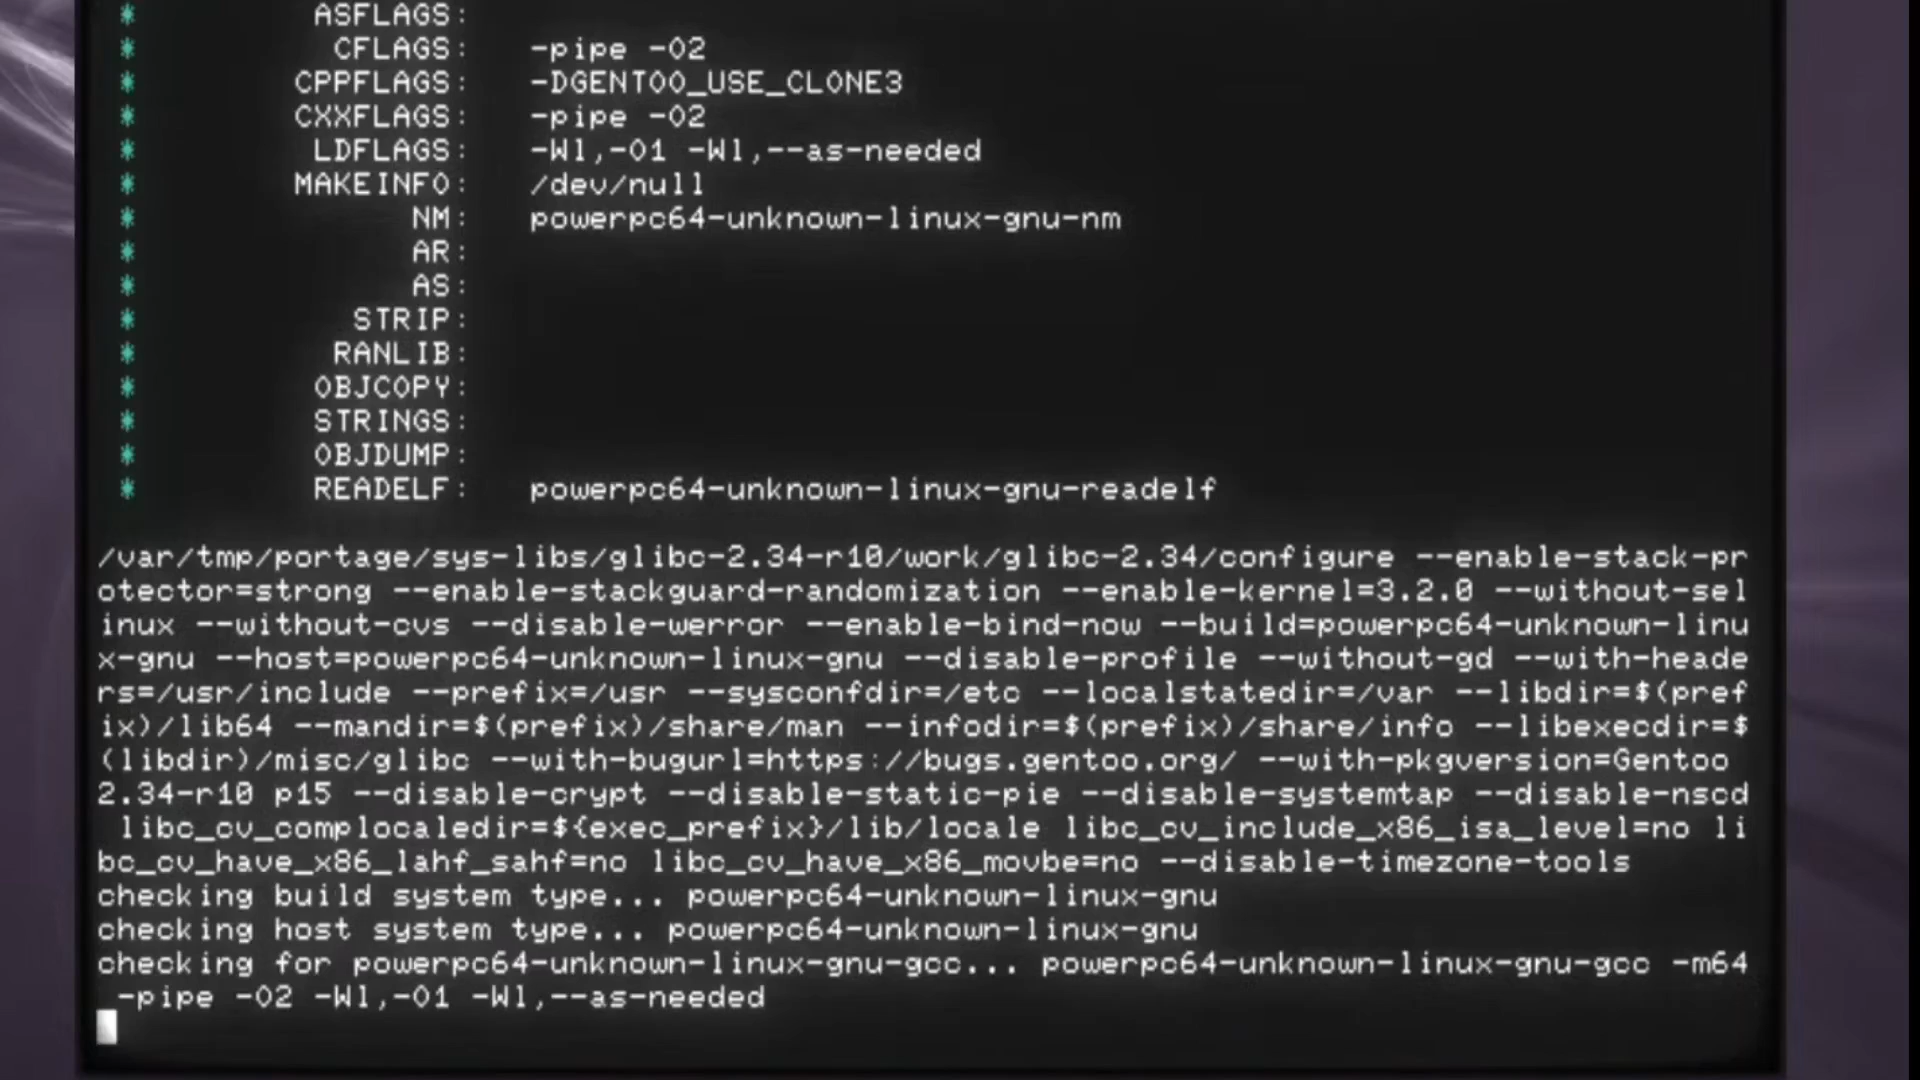 * ASFLAGS:
* CFLAGS: -pipe -O2
* CPPFLAGS: -DGENTOO_USE_CLONE3
* CXXFLAGS: -pipe -O2
* LDFLAGS: -Wl,-O1 -Wl,--as-needed
* MAKEINFO: /dev/null
* NM: powerpc64-unknown-linux-gnu-nm
* AR:
* AS:
* STRIP:
* RANLIB:
* OBJCOPY:
* STRINGS:
* OBJDUMP:
* READELF: powerpc64-unknown-linux-gnu-readelf
/var/tmp/portage/sys-libs/glibc-2.34-r10/work/glibc-2.34/configure --enable-stack-pr
otector=strong --enable-stackguard-randomization --enable-kernel=3.2.0 --without-sel
inux --without-cvs --disable-werror --enable-bind-now --build=powerpc64-unknown-linu
x-gnu --host=powerpc64-unknown-linux-gnu --disable-profile --without-gd --with-heade
rs=/usr/include --prefix=/usr --sysconfdir=/etc --localstatedir=/var --libdir=$(pref
ix)/lib64 --mandir=$(prefix)/share/man --infodir=$(prefix)/share/info --libexecdir=$
(libdir)/misc/glibc --with-bugurl=https://bugs.gentoo.org/ --with-pkgversion=Gentoo
2.34-r10 p15 --disable-crypt --disable-static-pie --disable-systemtap --disable-nscd
libc_cv_complocaledir=${exec_prefix}/lib/locale libc_cv_include_x86_isa_level=no li
bc_cv_have_x86_lahf_sahf=no libc_cv_have_x86_movbe=no --disable-timezone-tools
checking build system type... powerpc64-unknown-linux-gnu
checking host system type... powerpc64-unknown-linux-gnu
checking for powerpc64-unknown-linux-gnu-gcc... powerpc64-unknown-linux-gnu-gcc -m64
-pipe -O2 -Wl,-O1 -Wl,--as-needed